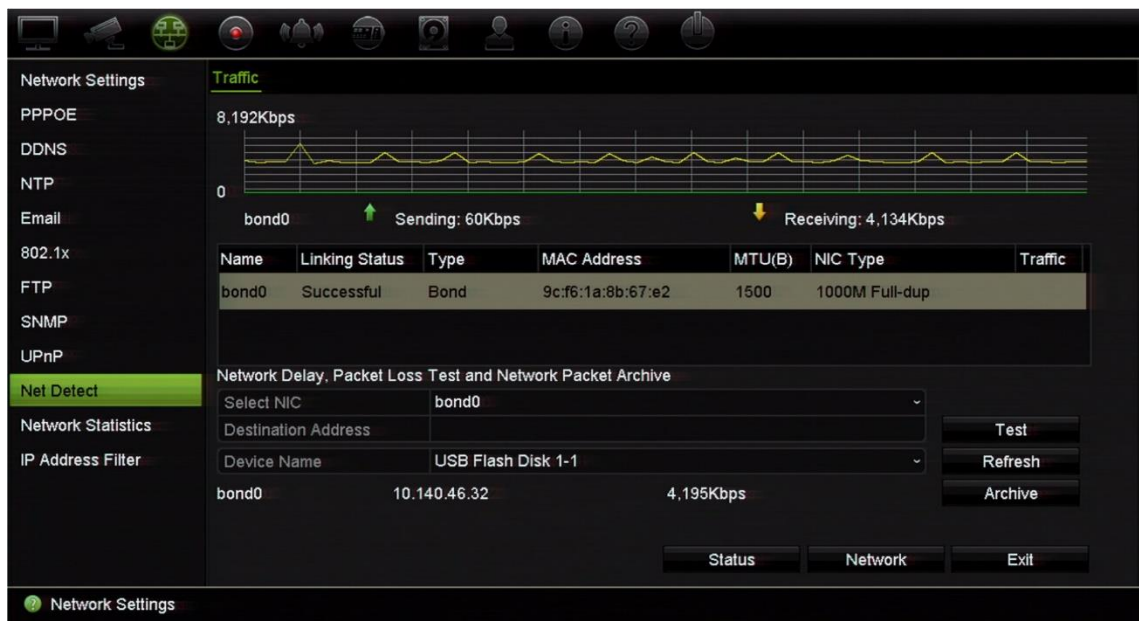 Network Settings
PPPOE
DDNS
NTP
Email
802.1x
FTP
SNMP
UPnP
Net Detect
Network Statistics
IP Address Filter
Traffic
8,192Kbps
0
bond0 Sending: 60Kbps Receiving: 4,134Kbps
Name Linking Status Type MAC Address MTU(B) NIC Type Traffic
bond0 Successful Bond 9c:f6:1a:8b:67:e2 1500 1000M Full-dup
Network Delay, Packet Loss Test and Network Packet Archive
Select NIC bond0
Destination Address Test
Device Name USB Flash Disk 1-1 Refresh
bond0 10.140.46.32 4,195Kbps Archive
Status Network Exit
? Network Settings